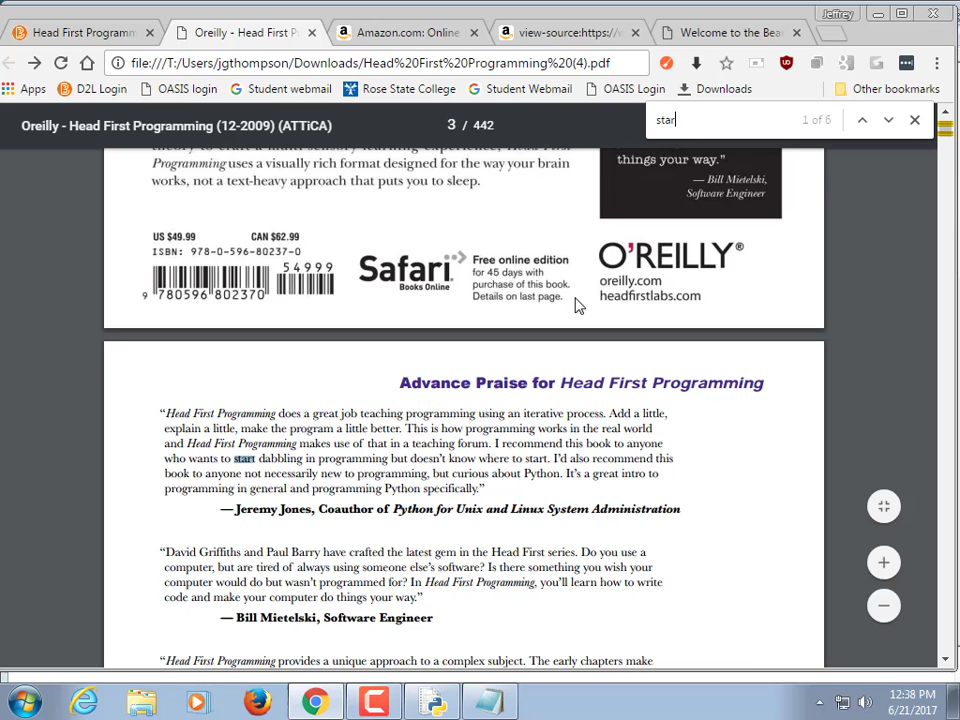 Jeffrey
Head First Programm
Oreilly - Head First P
Amazon.com: Online
view-source:https://w
Welcome to the Bea
file:///T:/Users/jgthompson/Downloads/Head%20First%20Programming%20(4).pdf
Apps
D2L Login
OASIS login
Student webmail
Rose State College
Student Webmail
OASIS Login
Downloads
Other bookmarks
Oreilly - Head First Programming (12-2009) (ATTiCA)
3 / 442
star
1 of 6
theory to craft a multi-sensory learning experience, Head First
Programming uses a visually rich format designed for the way your brain
works, not a text-heavy approach that puts you to sleep.
things your way."
— Bill Mietelski,
Software Engineer
US $49.99 CAN $62.99
ISBN: 978-0-596-80237-0
54999
9 780596 802370
Safari
Books Online
Free online edition
for 45 days with
purchase of this book.
Details on last page.
O'REILLY®
oreilly.com
headfirstlabs.com
Advance Praise for Head First Programming
“Head First Programming does a great job teaching programming using an iterative process. Add a little,
explain a little, make the program a little better. This is how programming works in the real world
and Head First Programming makes use of that in a teaching forum. I recommend this book to anyone
who wants to start dabbling in programming but doesn’t know where to start. I’d also recommend this
book to anyone not necessarily new to programming, but curious about Python. It’s a great intro to
programming in general and programming Python specifically.”
— Jeremy Jones, Coauthor of Python for Unix and Linux System Administration
“David Griffiths and Paul Barry have crafted the latest gem in the Head First series. Do you use a
computer, but are tired of always using someone else’s software? Is there something you wish your
computer would do but wasn’t programmed for? In Head First Programming, you’ll learn how to write
code and make your computer do things your way.”
— Bill Mietelski, Software Engineer
“Head First Programming provides a unique approach to a complex subject. The early chapters make
12:38 PM
6/21/2017